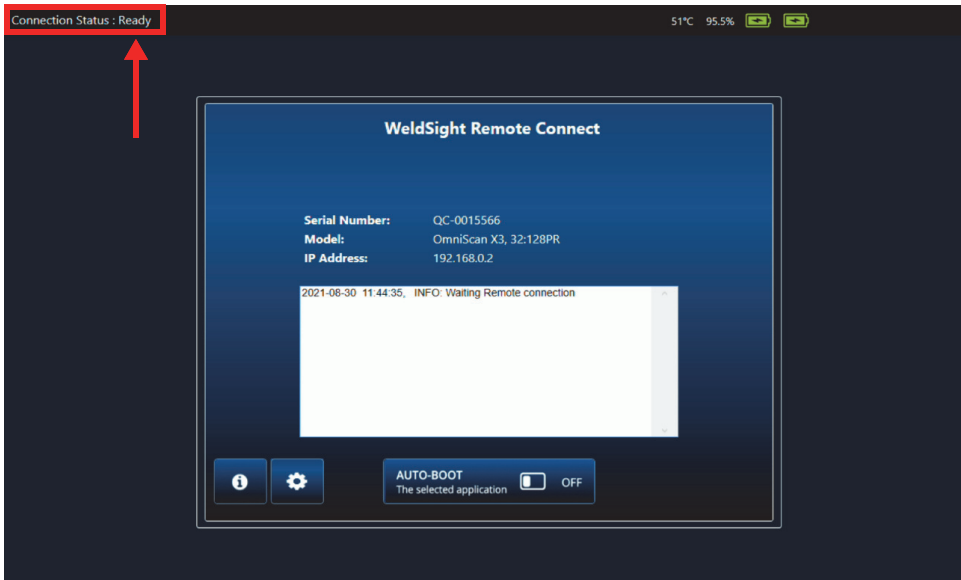 Connection Status : Ready
51°C 95.5%
WeldSight Remote Connect
Serial Number: QC-0015566
Model: OmniScan X3, 32:128PR
IP Address: 192.168.0.2
2021-08-30 11:44:35, INFO: Waiting Remote connection
AUTO-BOOT
The selected application
OFF